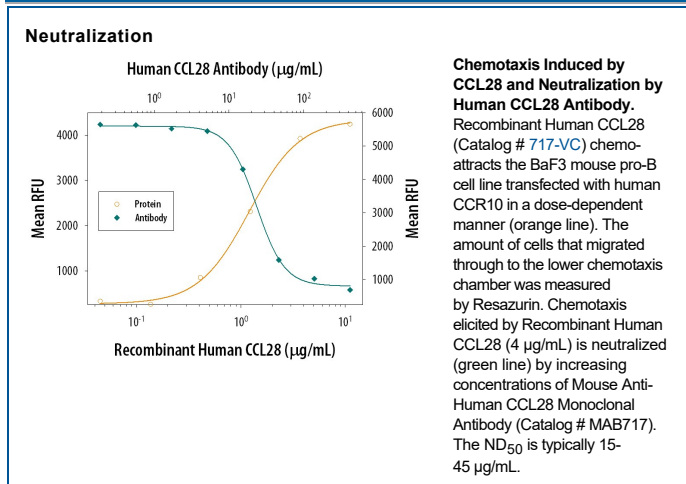 Neutralization
Human CCL28 Antibody (µg/mL)
10⁰ 10¹ 10²
4000
3000
2000
1000
Mean RFU
Protein
Antibody
6000
5000
4000
3000
2000
1000
Mean RFU
10⁻¹ 10⁰ 10¹
Recombinant Human CCL28 (µg/mL)
Chemotaxis Induced by
CCL28 and Neutralization by
Human CCL28 Antibody.
Recombinant Human CCL28
(Catalog # 717-VC) chemo-
attracts the BaF3 mouse pro-B
cell line transfected with human
CCR10 in a dose-dependent
manner (orange line). The
amount of cells that migrated
through to the lower chemotaxis
chamber was measured
by Resazurin. Chemotaxis
elicited by Recombinant Human
CCL28 (4 µg/mL) is neutralized
(green line) by increasing
concentrations of Mouse Anti-
Human CCL28 Monoclonal
Antibody (Catalog # MAB717).
The ND50 is typically 15-
45 µg/mL.